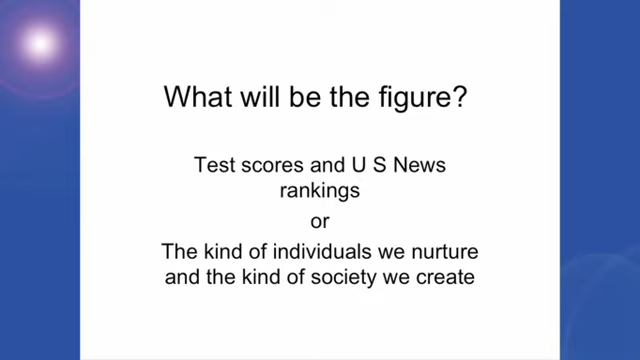 What will be the figure?
Test scores and U S News
rankings
or
The kind of individuals we nurture
and the kind of society we create